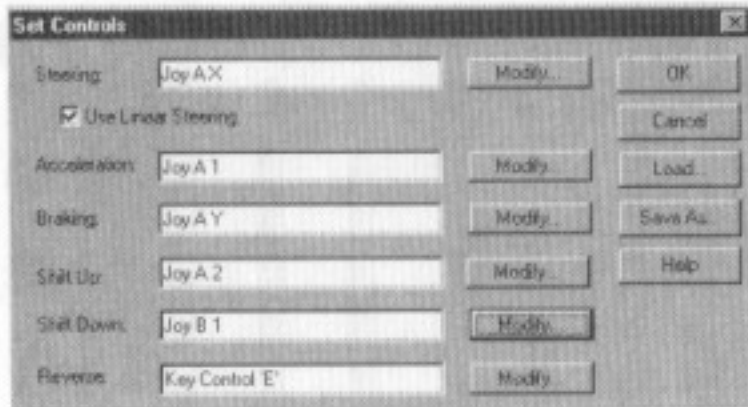 Set Controls
Steering: Joy A X Modify... OK
Use Linear Steering Cancel
Acceleration: Joy A 1 Modify... Load...
Braking: Joy A Y Modify... Save As...
Shift Up: Joy A 2 Modify... Help
Shift Down: Joy B 1 Modify...
Reverse: Key Control 'E' Modify...